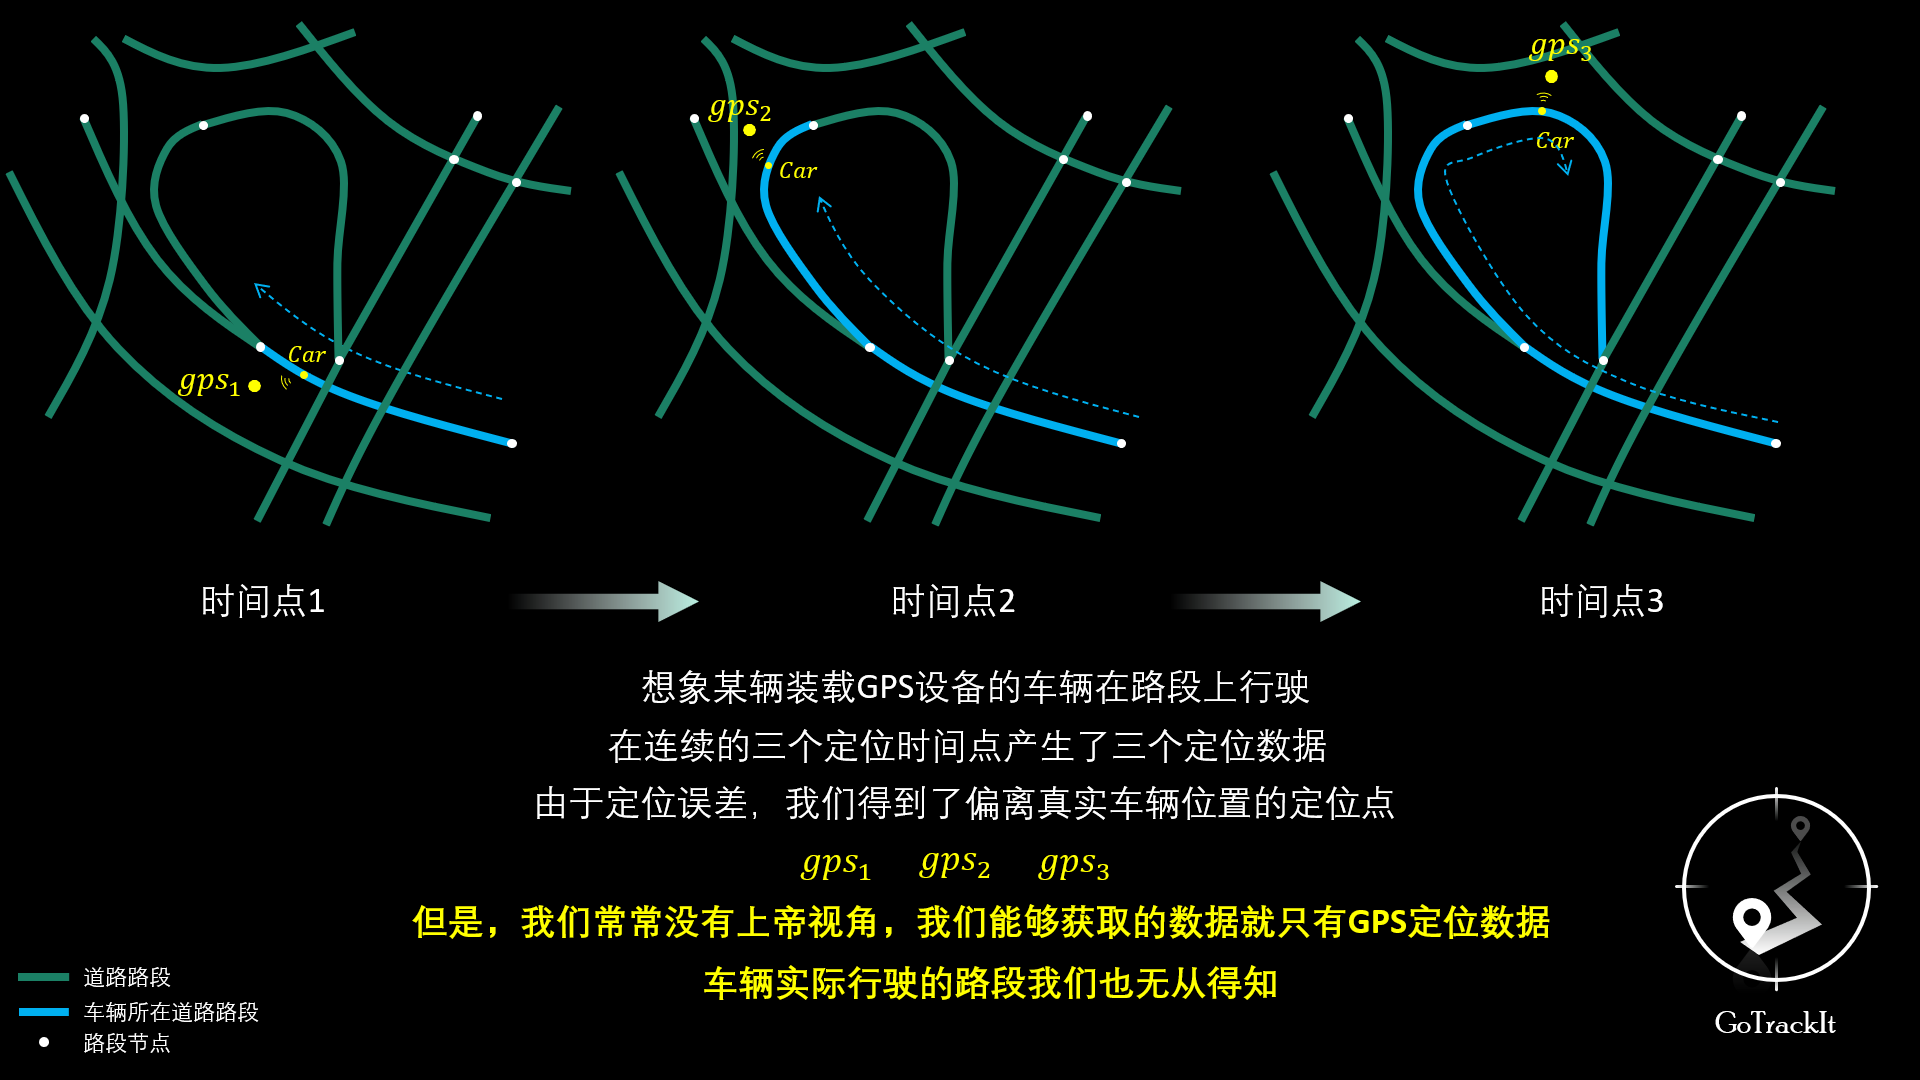 gps₁
Car
gps₂
Car
gps₃
Car
时间点1
时间点2
时间点3
想象某辆装载GPS设备的车辆在路段上行驶
在连续的三个定位时间点产生了三个定位数据
由于定位误差，我们得到了偏离真实车辆位置的定位点
gps₁ gps₂ gps₃
但是，我们常常没有上帝视角，我们能够获取的数据就只有GPS定位数据
车辆实际行驶的路段我们也无从得知
道路路段
车辆所在道路路段
路段节点
GoTrackIt